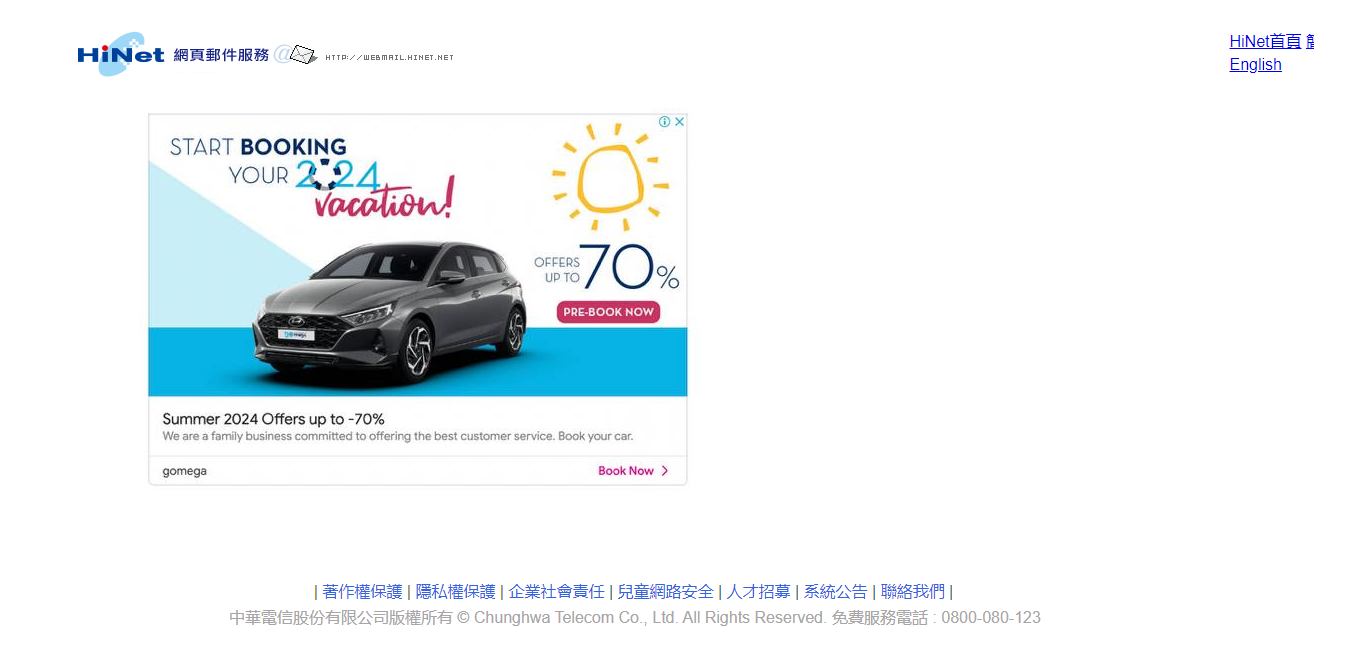 HiNet 網頁郵件服務 @ HTTP://WEBMAIL.HINET.NET
HiNet首頁
English
START BOOKING
YOUR 2024
vacation!
OFFERS
UP TO 70%
PRE-BOOK NOW
Summer 2024 Offers up to -70%
We are a family business committed to offering the best customer service. Book your car.
gomega
Book Now
| 著作權保護 | 隱私權保護 | 企業社會責任 | 兒童網路安全 | 人才招募 | 系統公告 | 聯絡我們 |
中華電信股份有限公司版權所有 © Chunghwa Telecom Co., Ltd. All Rights Reserved. 免費服務電話 : 0800-080-123